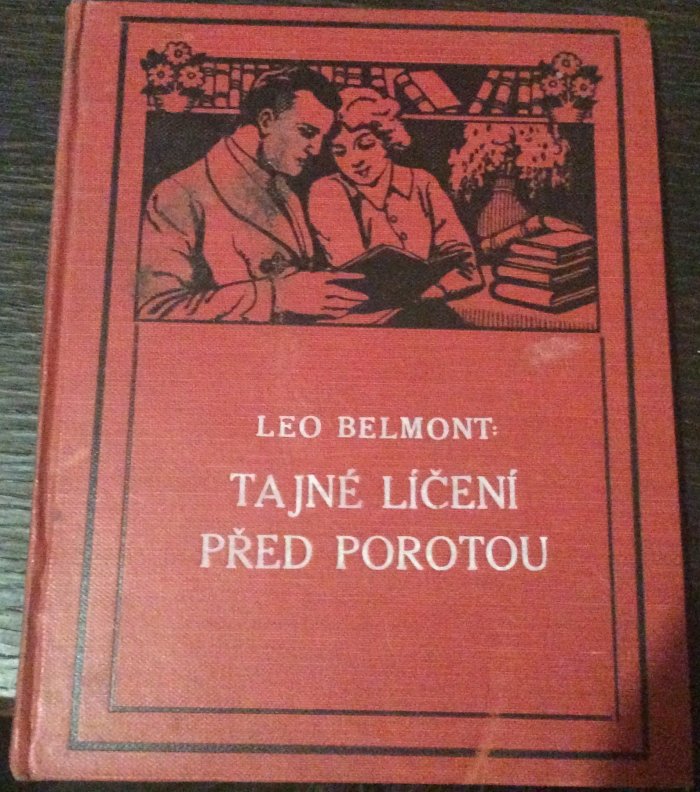 LEO BELMONT:
TAJNÉ LÍČENÍ
PŘED POROTOU